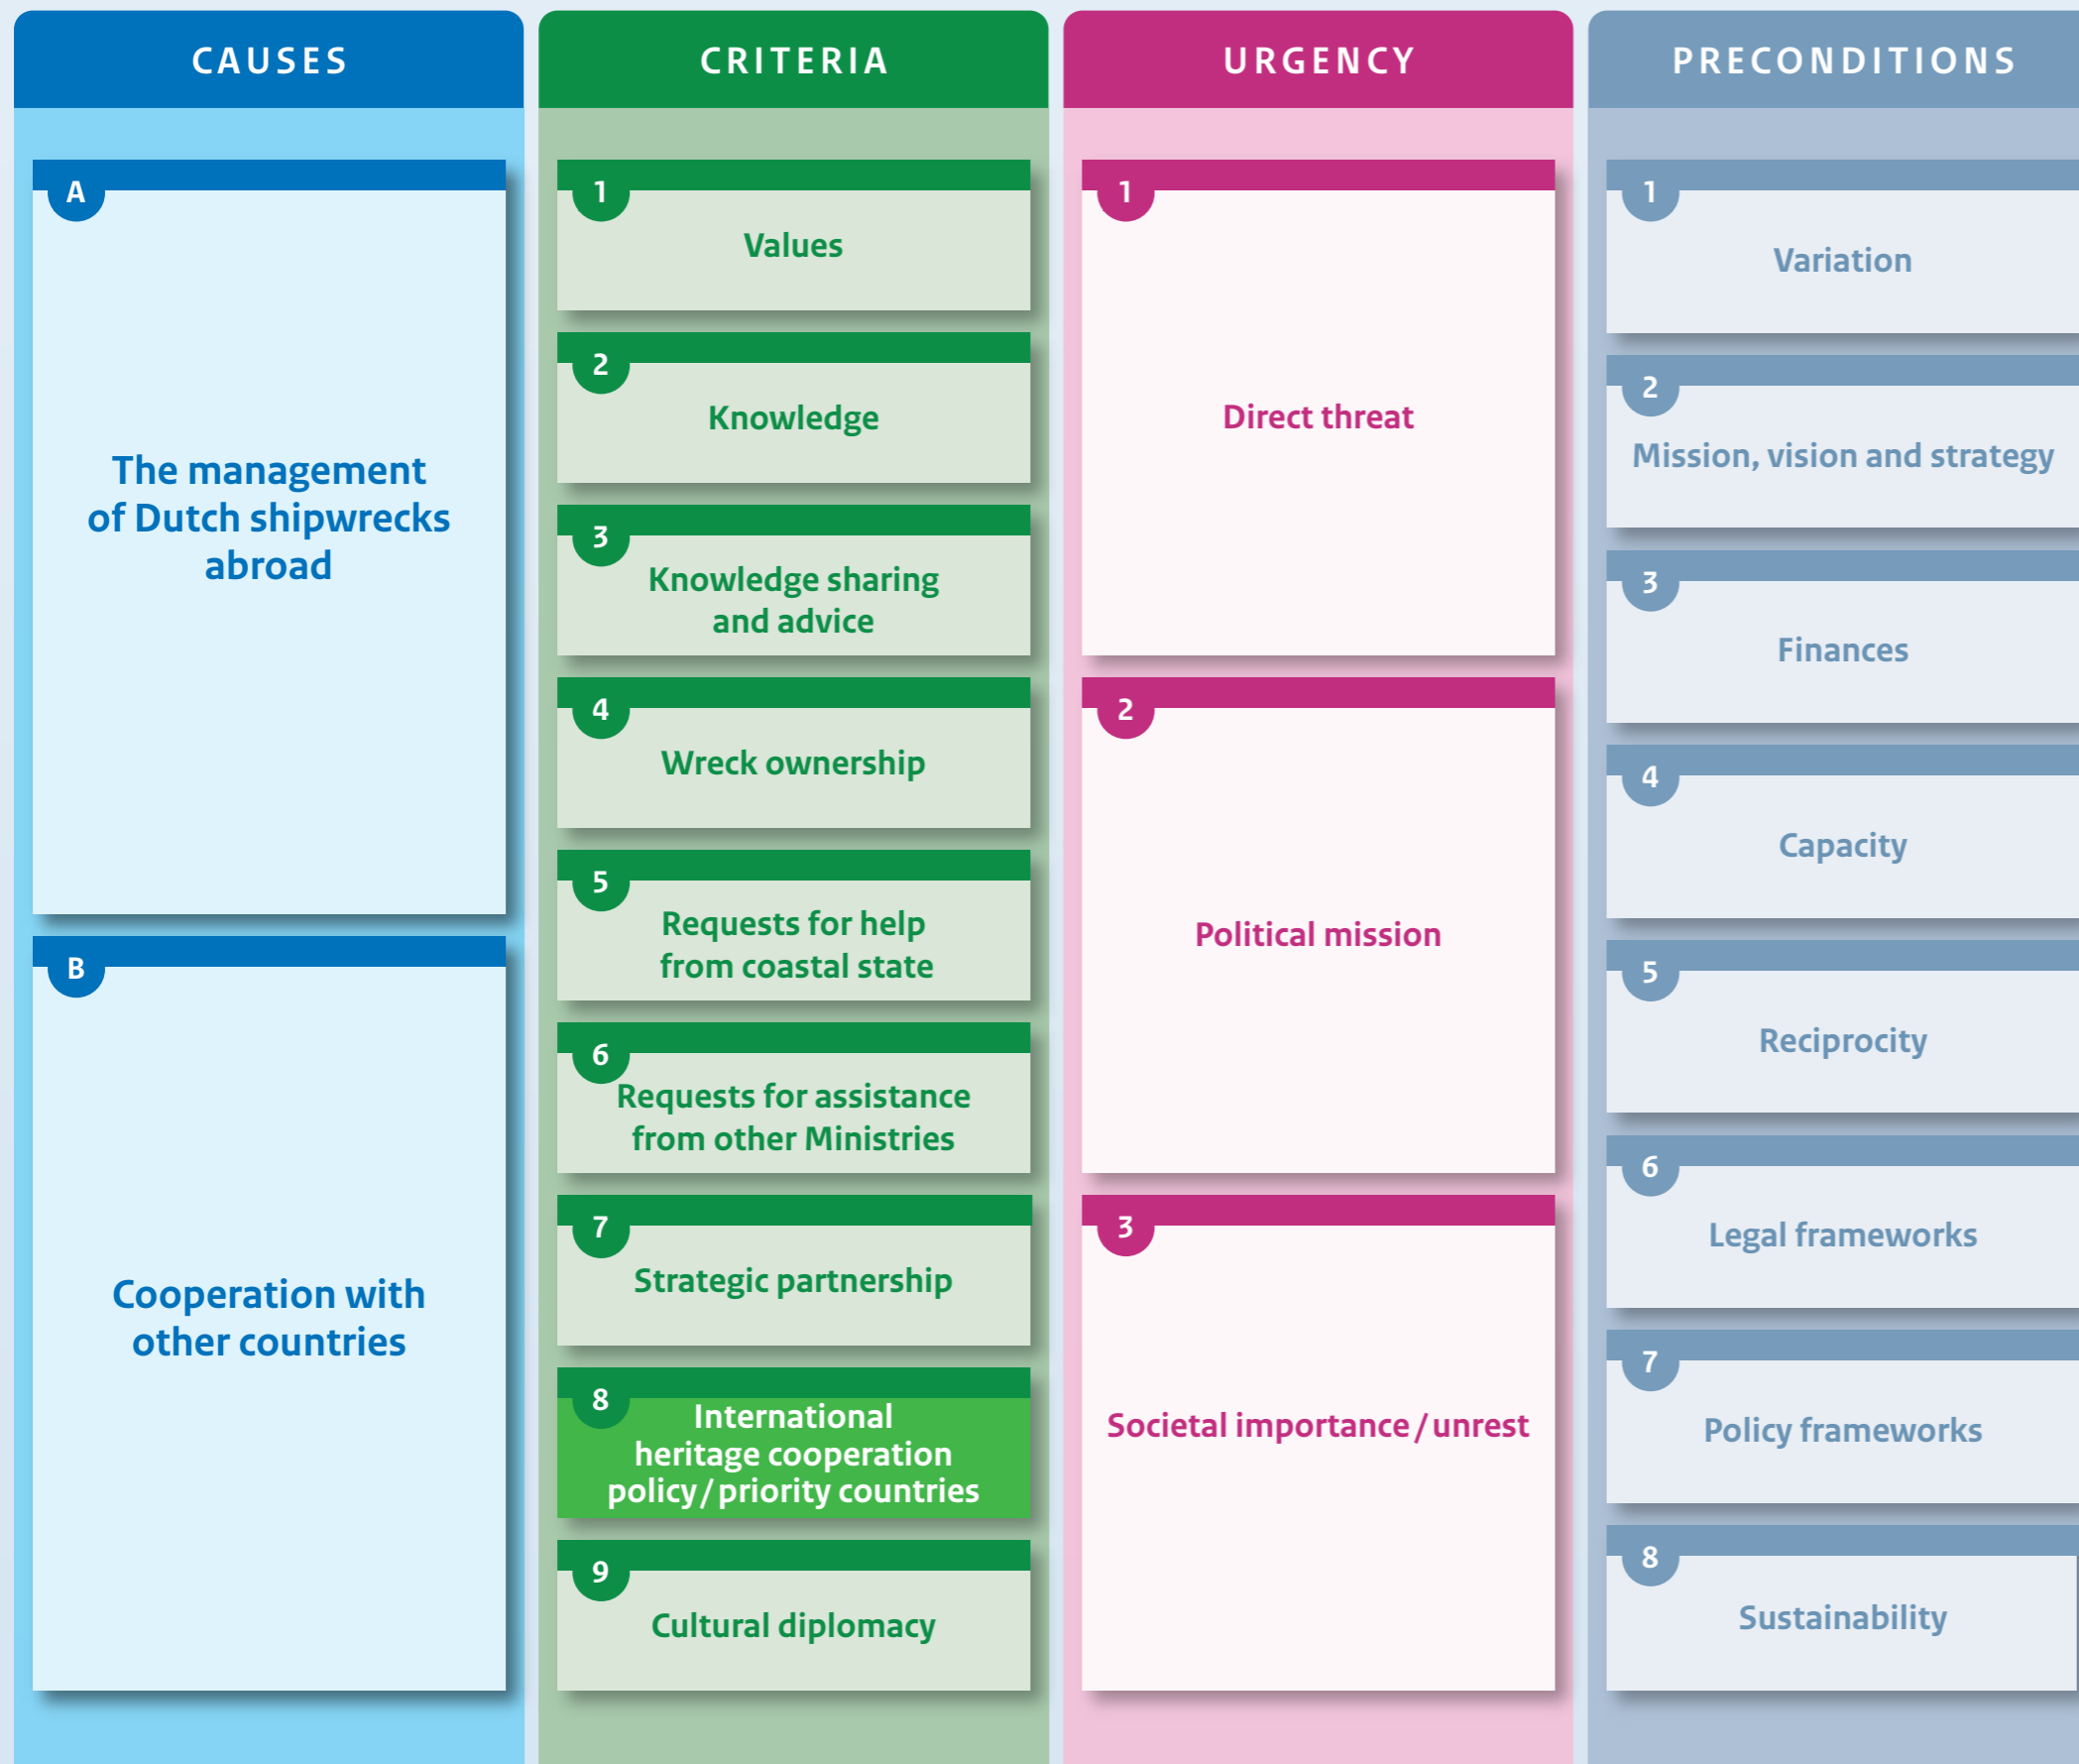 CAUSES
A
The management
of Dutch shipwrecks
abroad
B
Cooperation with
other countries
CRITERIA
1
Values
2
Knowledge
3
Knowledge sharing
and advice
4
Wreck ownership
5
Requests for help
from coastal state
6
Requests for assistance
from other Ministries
7
Strategic partnership
8
International
heritage cooperation
policy / priority countries
9
Cultural diplomacy
URGENCY
1
Direct threat
2
Political mission
3
Societal importance / unrest
PRECONDITIONS
1
Variation
2
Mission, vision and strategy
3
Finances
4
Capacity
5
Reciprocity
6
Legal frameworks
7
Policy frameworks
8
Sustainability